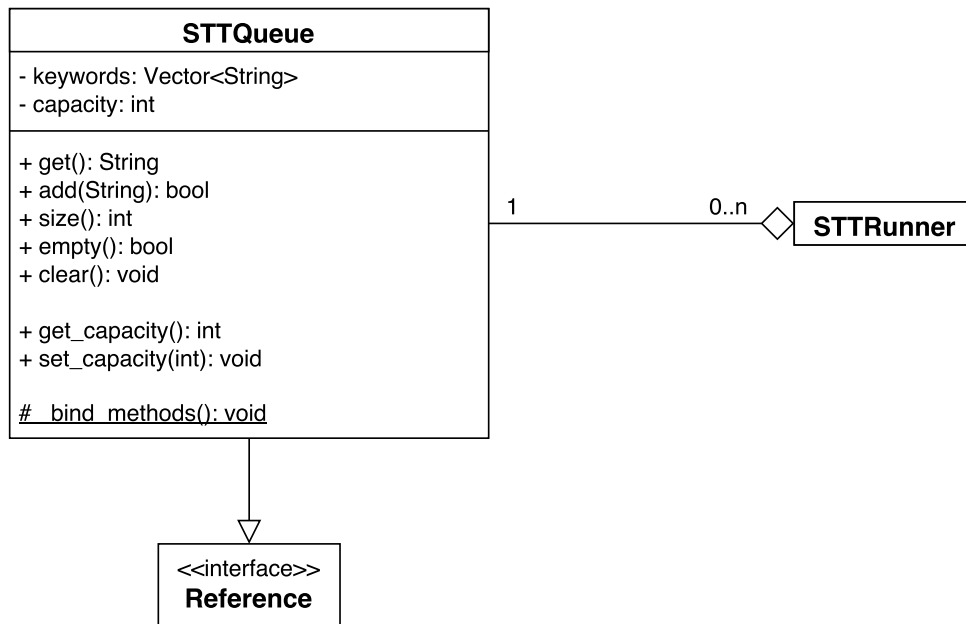 STTQueue
- keywords: Vector<String>
- capacity: int
+ get(): String
+ add(String): bool
+ size(): int
+ empty(): bool
+ clear(): void
+ get_capacity(): int
+ set_capacity(int): void
# _bind_methods(): void
1
0..n
STTRunner
<<interface>>
Reference